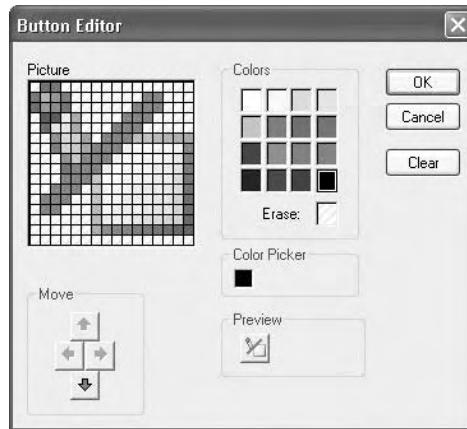 Button Editor
Picture
Colors
OK
Cancel
Clear
Erase:
Color Picker
Move
Preview